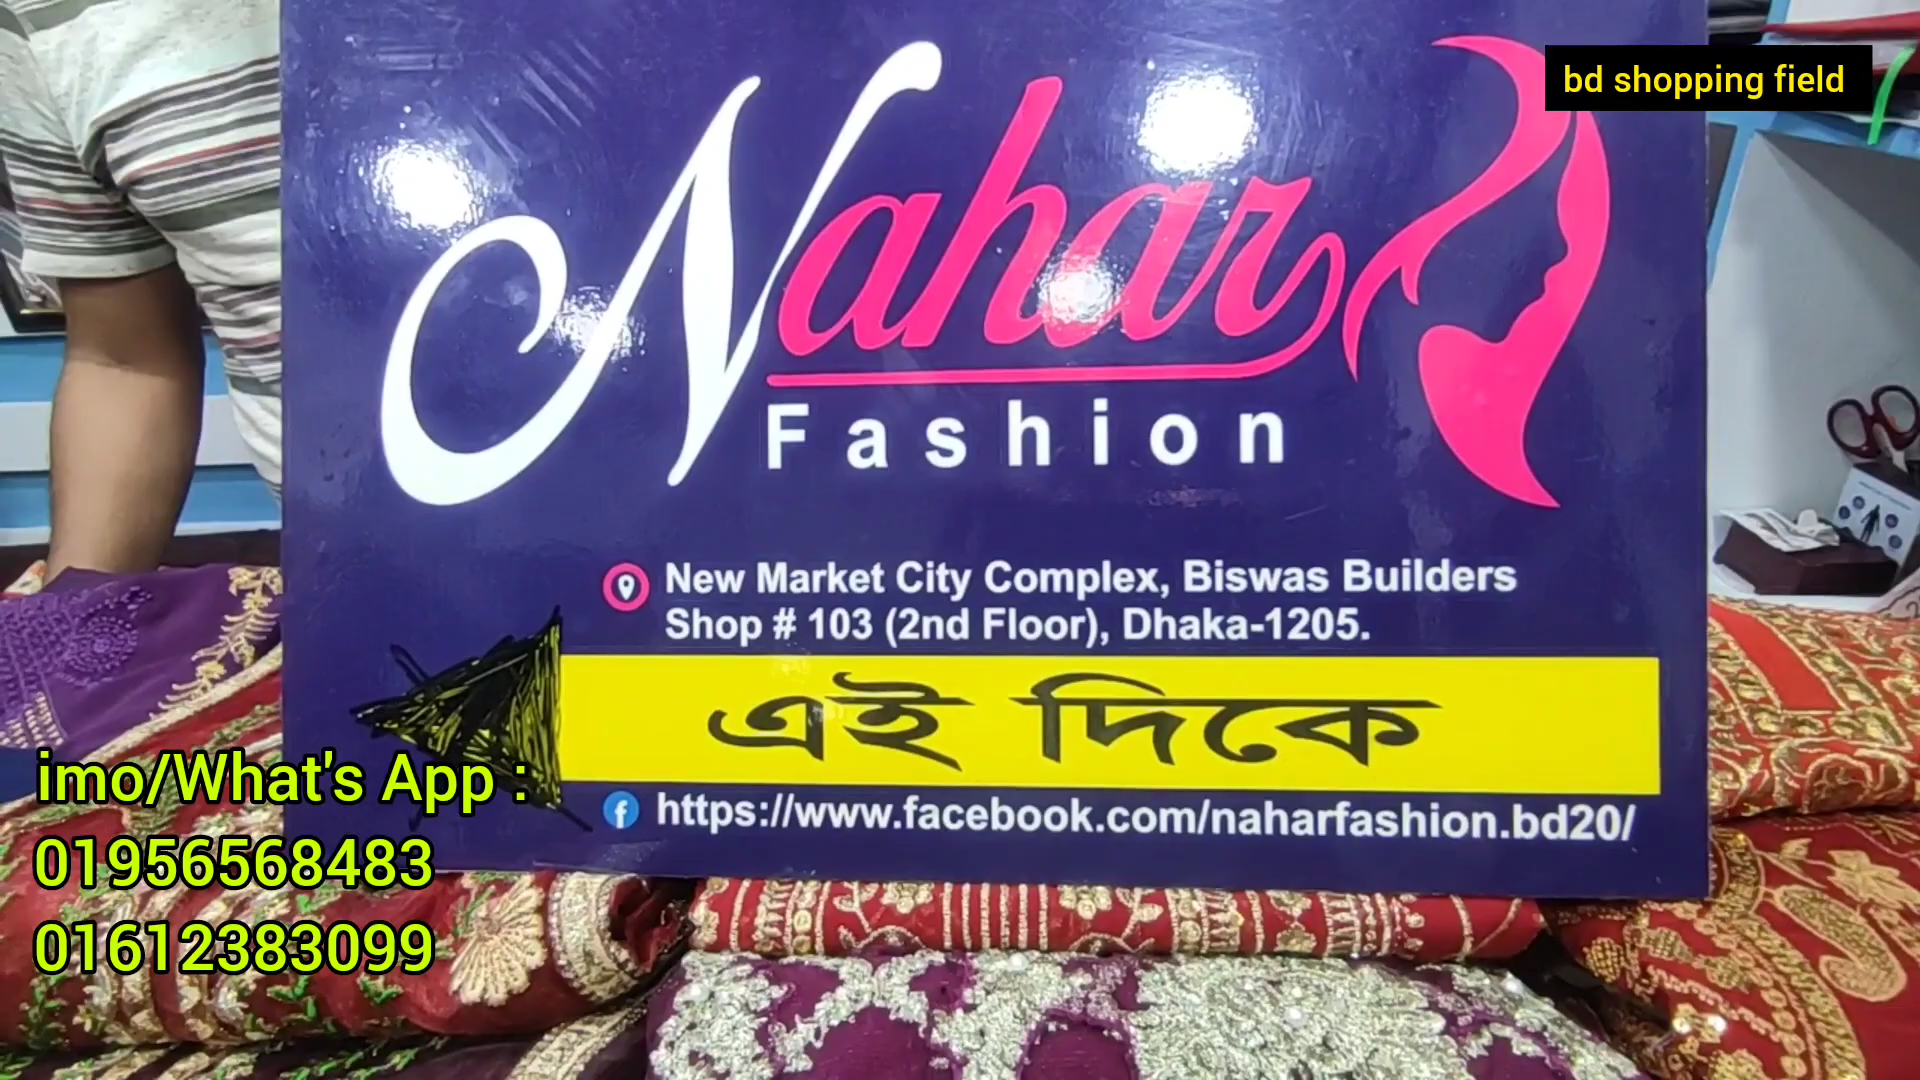 bd shopping field
Nahar
Fashion
New Market City Complex, Biswas Builders
Shop # 103 (2nd Floor), Dhaka-1205.
এই দিকে
https://www.facebook.com/naharfashion.bd20/
imo/What's App :
01956568483
01612383099